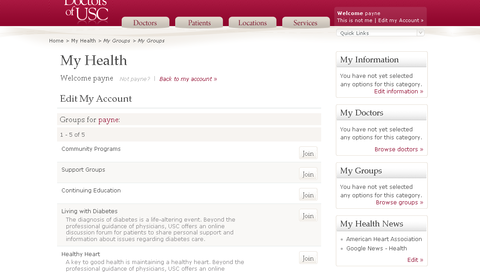 Doctors
of USC
Doctors
Patients
Locations
Services
Welcome payne
This is not me | Edit my Account »
Quick Links
Home > My Health > My Groups > My Groups
My Health
Welcome payne Not payne? | Back to my account »
Edit My Account
Groups for payne:
1 - 5 of 5
Community Programs
Join
Support Groups
Join
Continuing Education
Join
Living with Diabetes
The diagnosis of diabetes is a life-altering event. Beyond the
professional guidance of physicians, USC offers an online
discussion forum for patients to share personal support and
information about issues regarding diabetes care.
Join
Healthy Heart
A key to good health is maintaining a healthy heart. Beyond the
professional guidance of physicians, USC offers an online
Join
My Information
You have not yet selected
any options for this category.
Edit information »
My Doctors
You have not yet selected
any options for this category.
Browse doctors »
My Groups
You have not yet selected
any options for this category.
Browse groups »
My Health News
American Heart Association
Google News - Health
Edit »